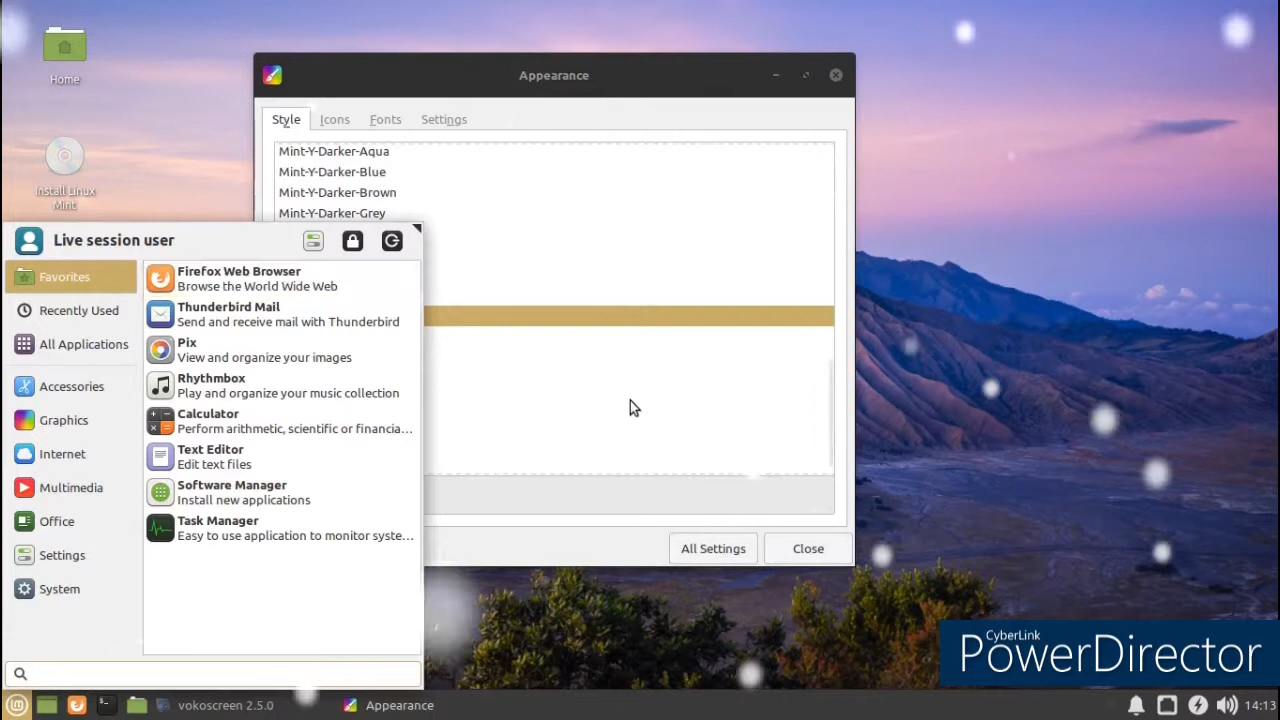 Home
Install Linux
Mint
Appearance
Style
Icons
Fonts
Settings
Mint-Y-Darker-Aqua
Mint-Y-Darker-Blue
Mint-Y-Darker-Brown
Mint-Y-Darker-Grey
Live session user
Favorites
Recently Used
All Applications
Accessories
Graphics
Internet
Multimedia
Office
Settings
System
Firefox Web Browser
Browse the World Wide Web
Thunderbird Mail
Send and receive mail with Thunderbird
Pix
View and organize your images
Rhythmbox
Play and organize your music collection
Calculator
Perform arithmetic, scientific or financia...
Text Editor
Edit text files
Software Manager
Install new applications
Task Manager
Easy to use application to monitor syste...
All Settings
Close
CyberLink
PowerDirector
vokoscreen 2.5.0
Appearance
14:13